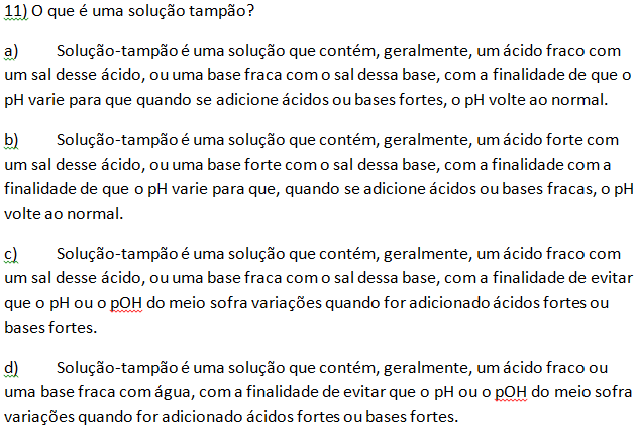 11) O que é uma solução tampão?
a) Solução-tampão é uma solução que contém, geralmente, um ácido fraco com
um sal desse ácido, ou uma base fraca com o sal dessa base, com a finalidade de que o
pH varie para que quando se adicione ácidos ou bases fortes, o pH volte ao normal.
b) Solução-tampão é uma solução que contém, geralmente, um ácido forte com
um sal desse ácido, ou uma base forte com o sal dessa base, com a finalidade com a
finalidade de que o pH varie para que, quando se adicione ácidos ou bases fracas, o pH
volte ao normal.
c) Solução-tampão é uma solução que contém, geralmente, um ácido fraco com
um sal desse ácido, ou uma base fraca com o sal dessa base, com a finalidade de evitar
que o pH ou o pOH do meio sofra variações quando for adicionado ácidos fortes ou
bases fortes.
d) Solução-tampão é uma solução que contém, geralmente, um ácido fraco ou
uma base fraca com água, com a finalidade de evitar que o pH ou o pOH do meio sofra
variações quando for adicionado ácidos fortes ou bases fortes.